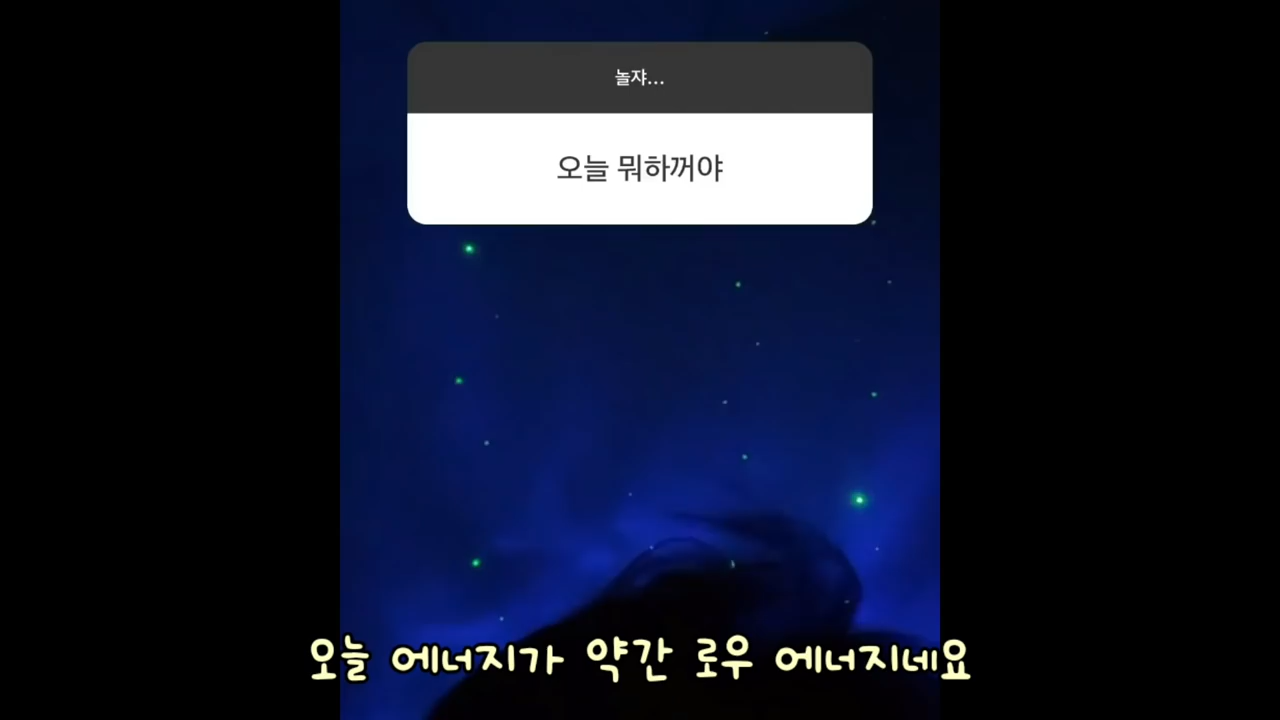 놀쟈...
오늘 뭐하꺼야
오늘 에너지가 약간 로우 에너지네요